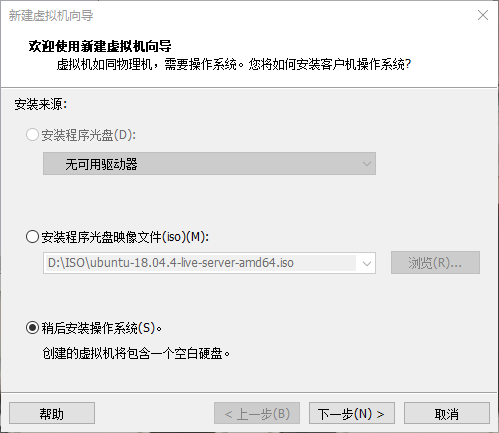 新建虚拟机向导
欢迎使用新建虚拟机向导
虚拟机如同物理机，需要操作系统。您将如何安装客户机操作系统?
安装来源:
安装程序光盘(D):
无可用驱动器
安装程序光盘映像文件(iso)(M):
D:\ISO\ubuntu-18.04.4-live-server-amd64.iso
浏览(R)...
稍后安装操作系统(S)。
创建的虚拟机将包含一个空白硬盘。
帮助
< 上一步(B)
下一步(N) >
取消